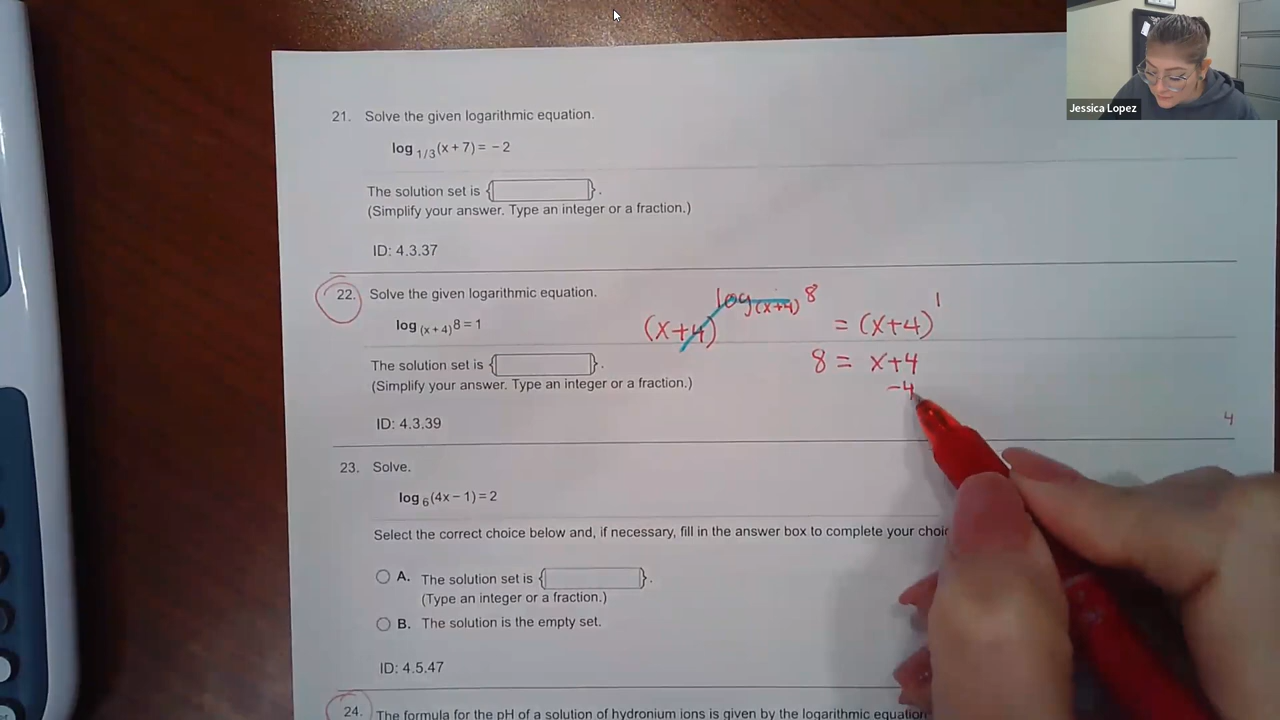 Jessica Lopez
21. Solve the given logarithmic equation.
log 1/3 (x + 7) = − 2
The solution set is { }.
(Simplify your answer. Type an integer or a fraction.)
ID: 4.3.37
22. Solve the given logarithmic equation.
log (x + 4) 8 = 1
(x+4) log (x+4) 8 = (x+4) 1
8 = x+4
-4
The solution set is { }.
(Simplify your answer. Type an integer or a fraction.)
ID: 4.3.39
4
23. Solve.
log 6 (4x − 1) = 2
Select the correct choice below and, if necessary, fill in the answer box to complete your
A. The solution set is { }.
(Type an integer or a fraction.)
B. The solution is the empty set.
ID: 4.5.47
24. The formula for the pH of a solution of hydronium ions is given by the logarithmic equation